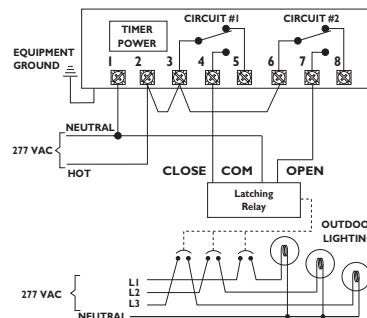 CIRCUIT #1
CIRCUIT #2
TIMER
POWER
EQUIPMENT
GROUND
1 2 3 4 5 6 7 8
NEUTRAL
277 VAC
HOT
CLOSE COM OPEN
Latching
Relay
OUTDOO
LIGHTING
277 VAC
L1
L2
L3
NEUTRAL